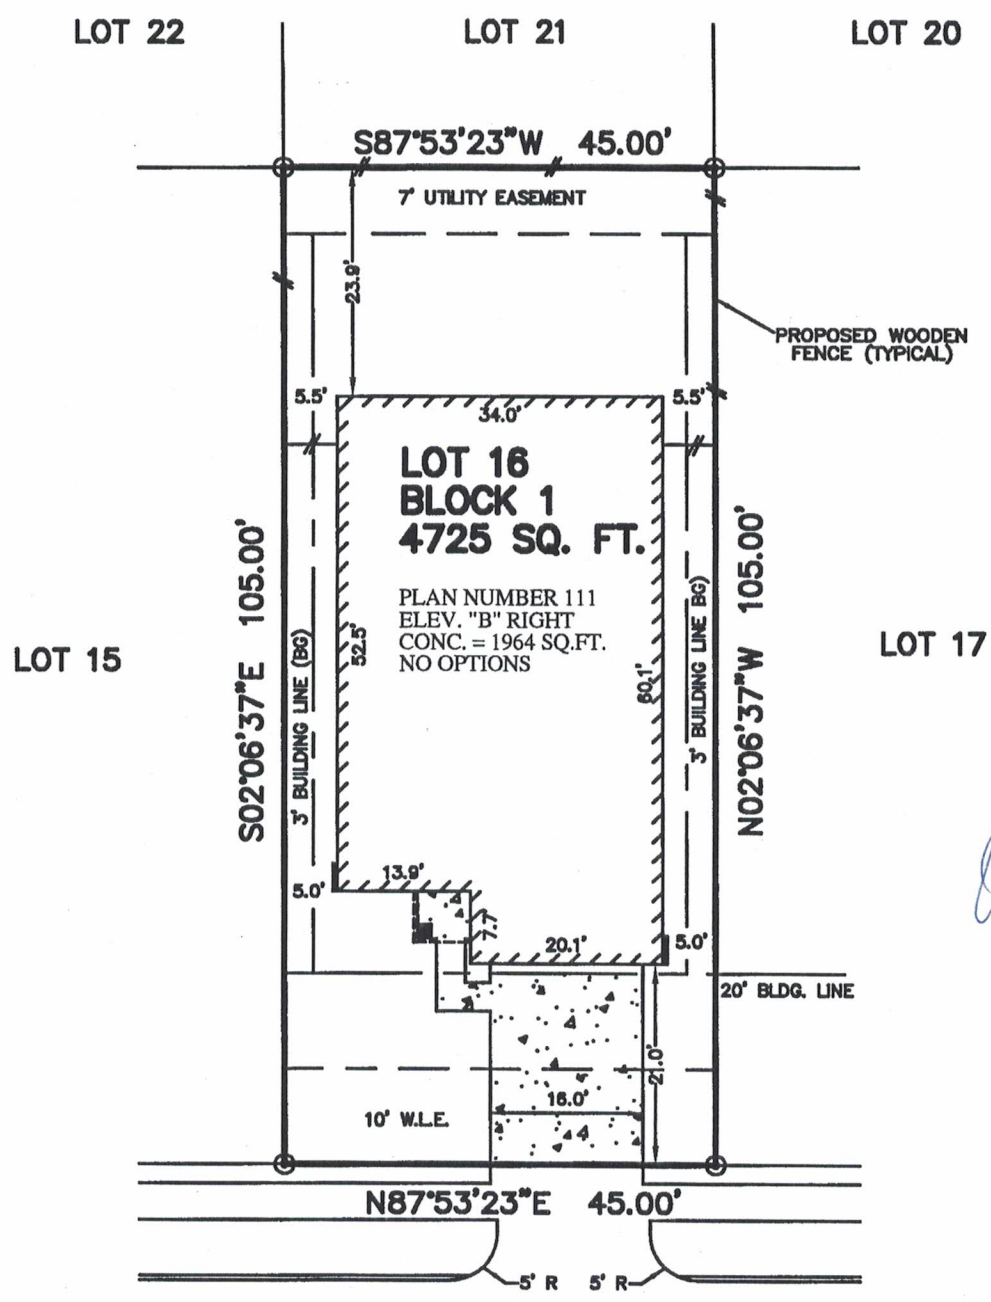 LOT 22
LOT 21
LOT 20
S87°53'23"W 45.00'
7' UTILITY EASEMENT
23.9'
PROPOSED WOODEN
FENCE (TYPICAL)
5.5'
5.5'
34.0'
LOT 16
BLOCK 1
4725 SQ. FT.
PLAN NUMBER 111
ELEV. "B" RIGHT
CONC. = 1964 SQ.FT.
NO OPTIONS
S02°06'37"E 105.00'
3' BUILDING LINE (BG)
52.5'
60.1'
3' BUILDING LINE BG)
N02°06'37"W 105.00'
LOT 15
LOT 17
13.9'
5.0'
7.7'
20.1'
5.0'
20' BLDG. LINE
21.0'
16.0'
10' W.L.E.
N87°53'23"E 45.00'
5' R
5' R